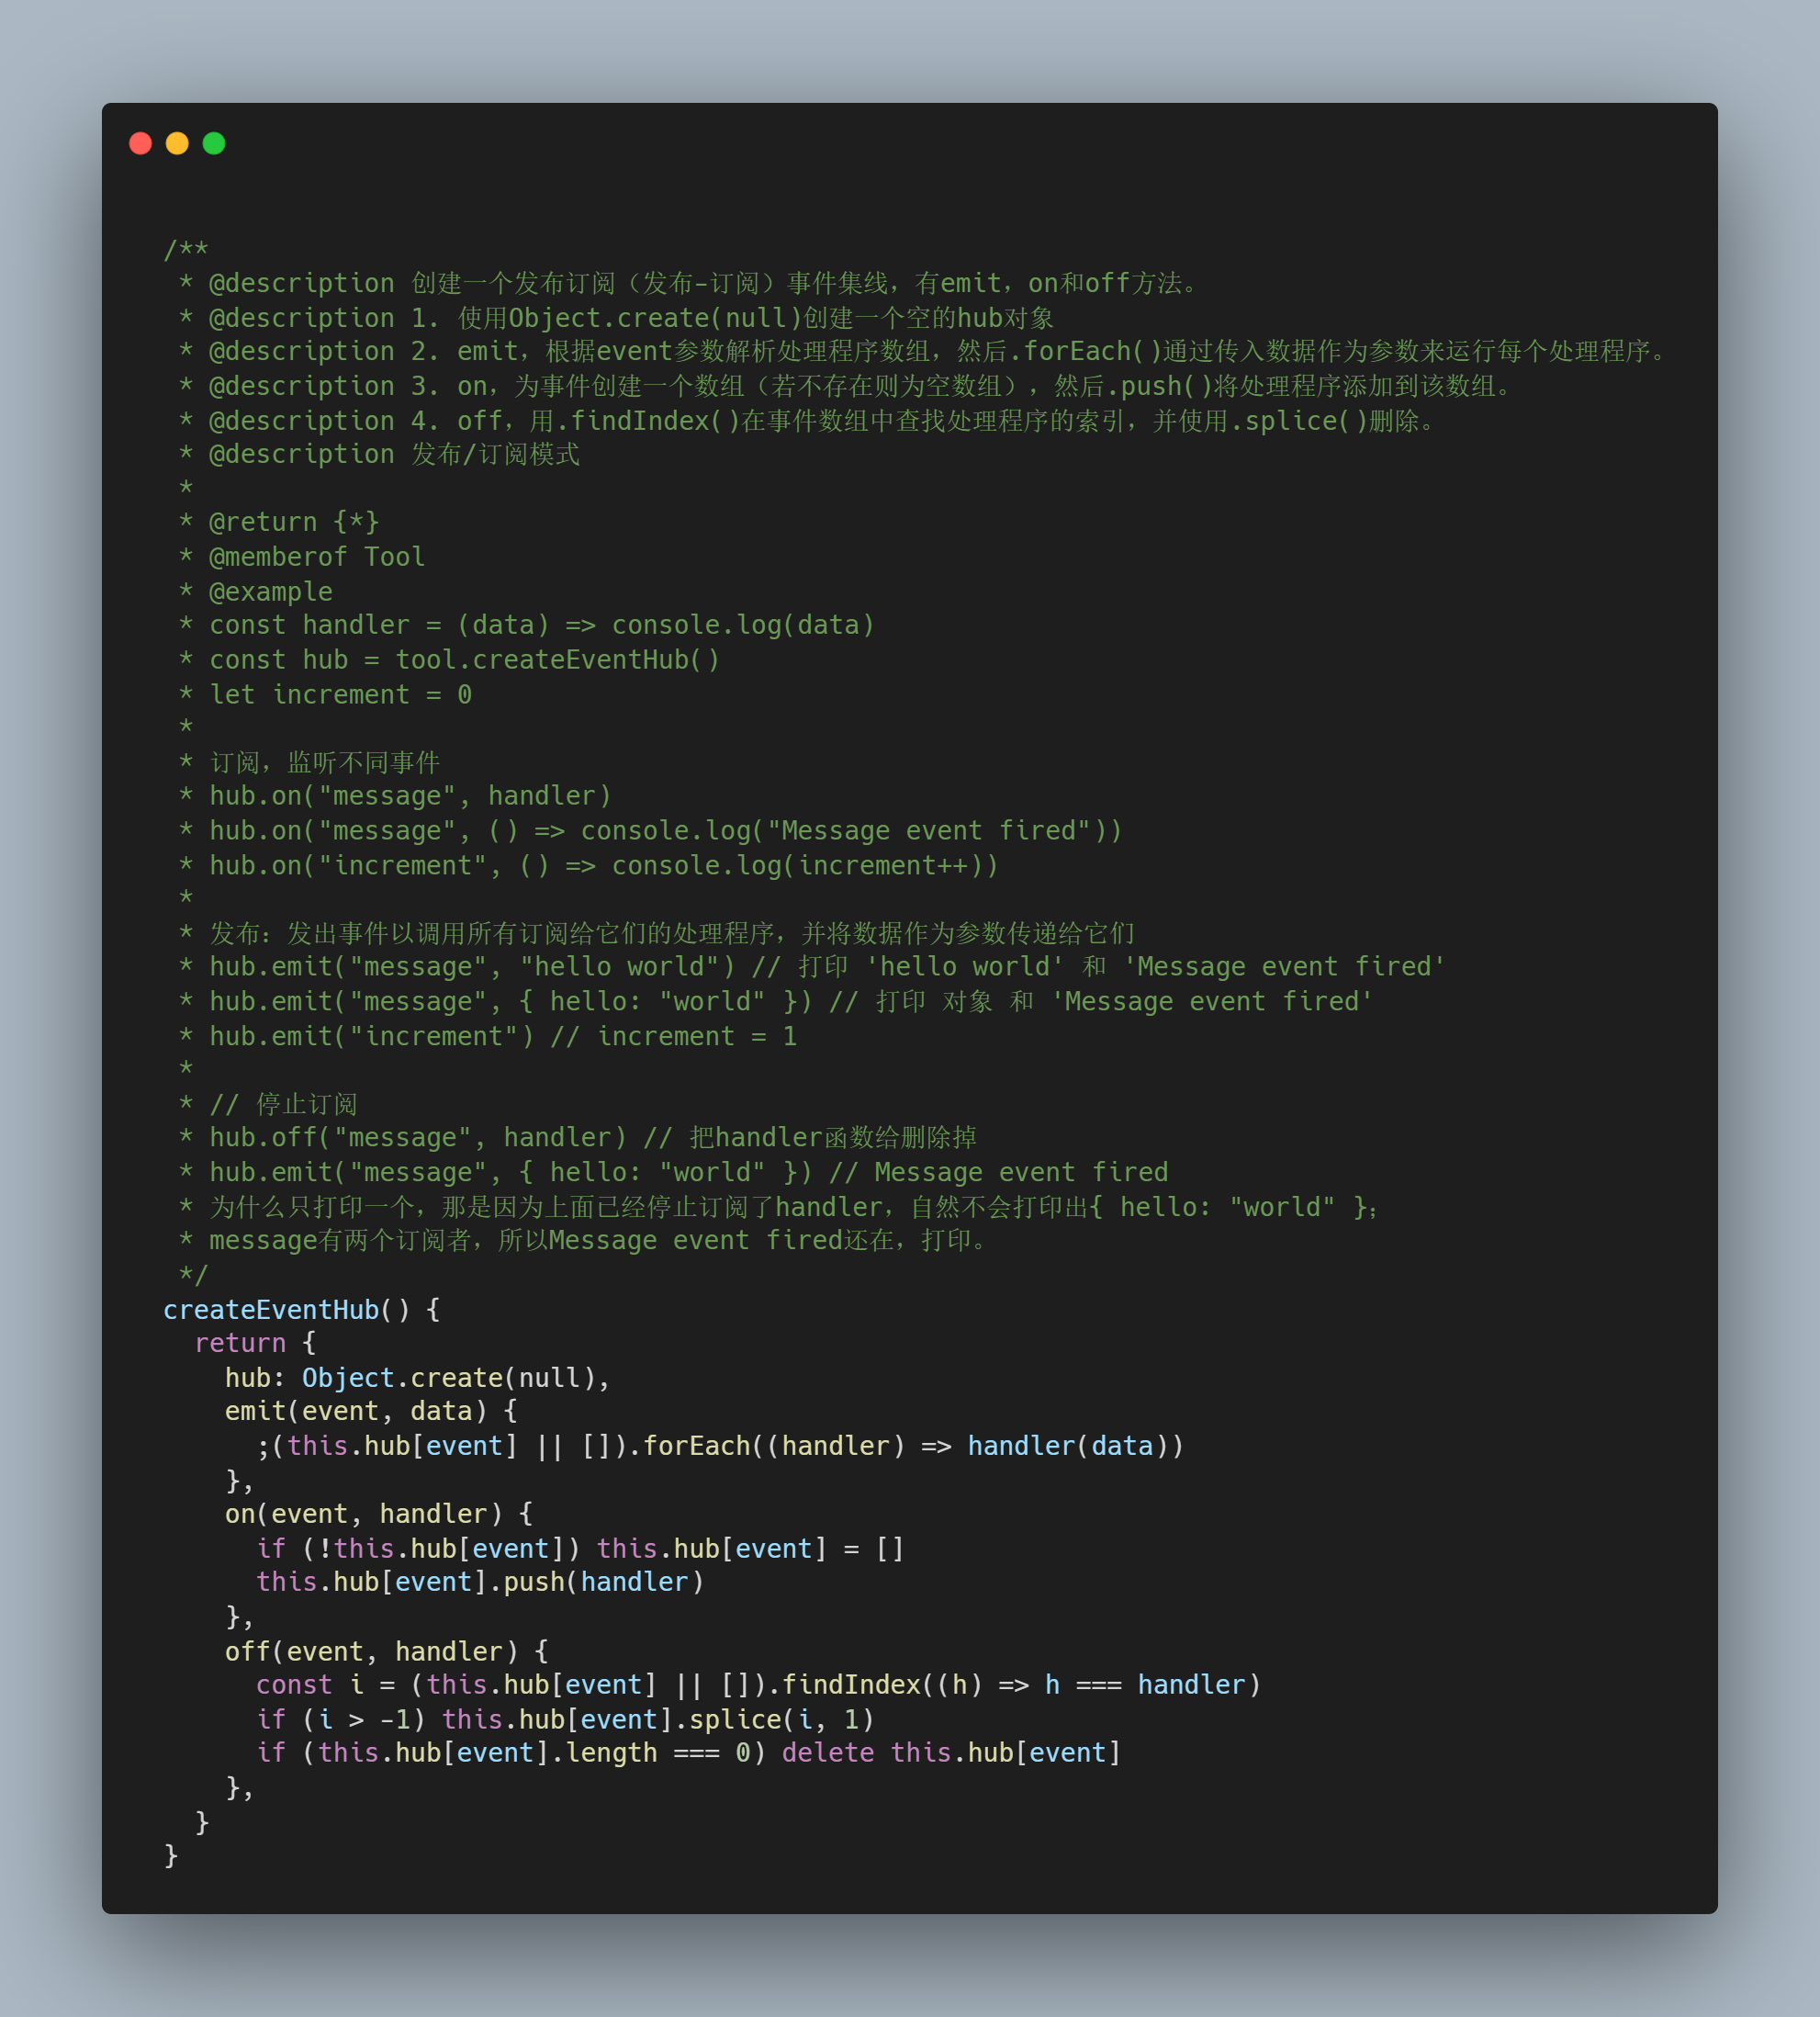 /**
 * @description 创建一个发布订阅（发布-订阅）事件集线，有emit，on和off方法。
 * @description 1. 使用Object.create(null)创建一个空的hub对象
 * @description 2. emit，根据event参数解析处理程序数组，然后.forEach()通过传入数据作为参数来运行每个处理程序。
 * @description 3. on，为事件创建一个数组（若不存在则为空数组），然后.push()将处理程序添加到该数组。
 * @description 4. off，用.findIndex()在事件数组中查找处理程序的索引，并使用.splice()删除。
 * @description 发布/订阅模式
 *
 * @return {*}
 * @memberof Tool
 * @example
 * const handler = (data) => console.log(data)
 * const hub = tool.createEventHub()
 * let increment = 0
 *
 * 订阅，监听不同事件
 * hub.on("message", handler)
 * hub.on("message", () => console.log("Message event fired"))
 * hub.on("increment", () => console.log(increment++))
 *
 * 发布：发出事件以调用所有订阅给它们的处理程序，并将数据作为参数传递给它们
 * hub.emit("message", "hello world") // 打印 'hello world' 和 'Message event fired'
 * hub.emit("message", { hello: "world" }) // 打印 对象 和 'Message event fired'
 * hub.emit("increment") // increment = 1
 *
 * // 停止订阅
 * hub.off("message", handler) // 把handler函数给删除掉
 * hub.emit("message", { hello: "world" }) // Message event fired
 * 为什么只打印一个，那是因为上面已经停止订阅了handler，自然不会打印出{ hello: "world" }；
 * message有两个订阅者，所以Message event fired还在，打印。
 */
createEventHub() {
  return {
    hub: Object.create(null),
    emit(event, data) {
      ;(this.hub[event] || []).forEach((handler) => handler(data))
    },
    on(event, handler) {
      if (!this.hub[event]) this.hub[event] = []
      this.hub[event].push(handler)
    },
    off(event, handler) {
      const i = (this.hub[event] || []).findIndex((h) => h === handler)
      if (i > -1) this.hub[event].splice(i, 1)
      if (this.hub[event].length === 0) delete this.hub[event]
    },
  }
}